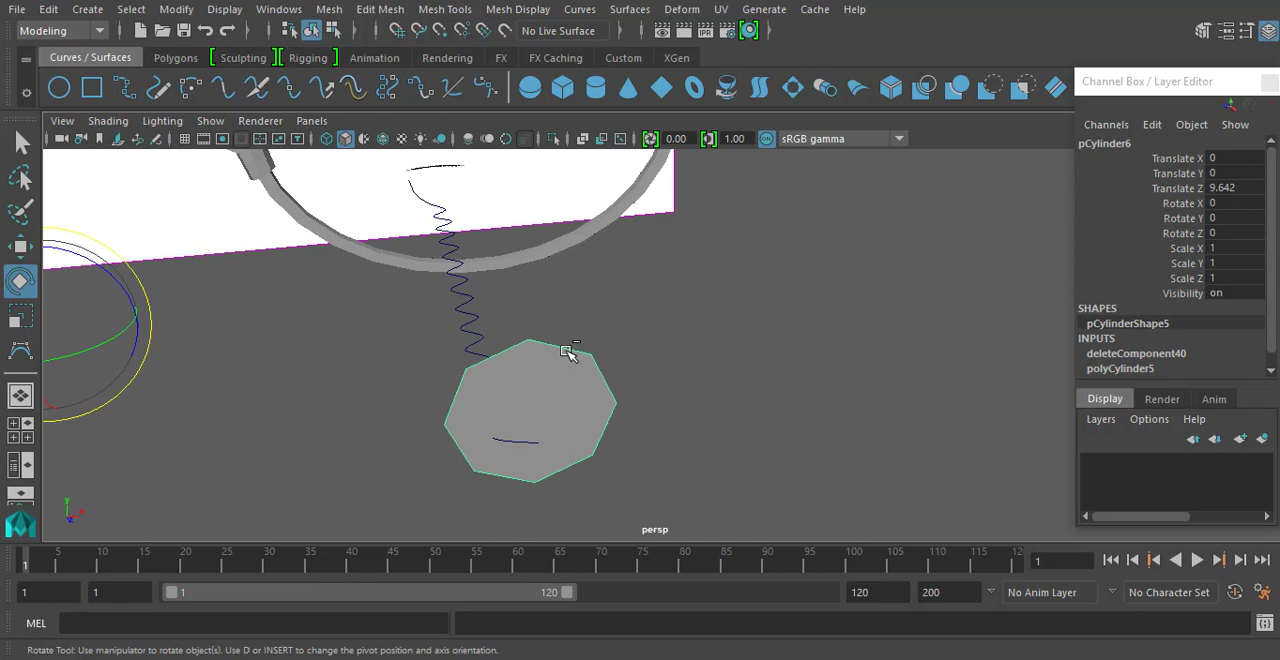 File Edit Create Select Modify Display Windows Mesh Edit Mesh Mesh Tools Mesh Display Curves Surfaces Deform UV Generate Cache Help
Modeling No Live Surface
Curves / Surfaces Polygons Sculpting Rigging Animation Rendering FX FX Caching Custom XGen
Channel Box / Layer Editor
View Shading Lighting Show Renderer Panels
0.00 1.00 ON sRGB gamma
Channels Edit Object Show
pCylinder6
Translate X 0
Translate Y 0
Translate Z 9.642
Rotate X 0
Rotate Y 0
Rotate Z 0
Scale X 1
Scale Y 1
Scale Z 1
Visibility on
SHAPES
pCylinderShape5
INPUTS
deleteComponent40
polyCylinder5
Display Render Anim
Layers Options Help
persp
5 10 15 20 25 30 35 40 45 50 55 60 65 70 75 80 85 90 95 100 105 110 115 12
1 1
1 1 1 120 120 200 No Anim Layer No Character Set
MEL
Rotate Tool: Use manipulator to rotate object(s). Use D or INSERT to change the pivot position and axis orientation.